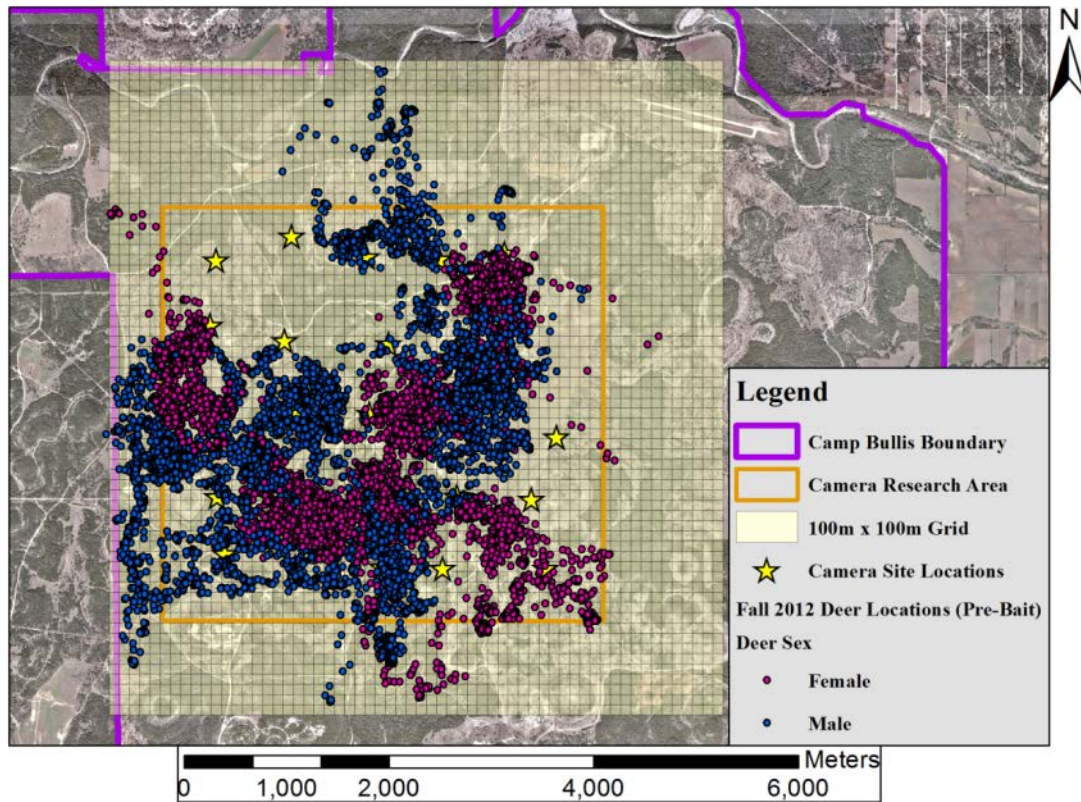 N
Legend
Camp Bullis Boundary
Camera Research Area
100m x 100m Grid
Camera Site Locations
Fall 2012 Deer Locations (Pre-Bait)
Deer Sex
Female
Male
Meters
0 1,000 2,000 4,000 6,000